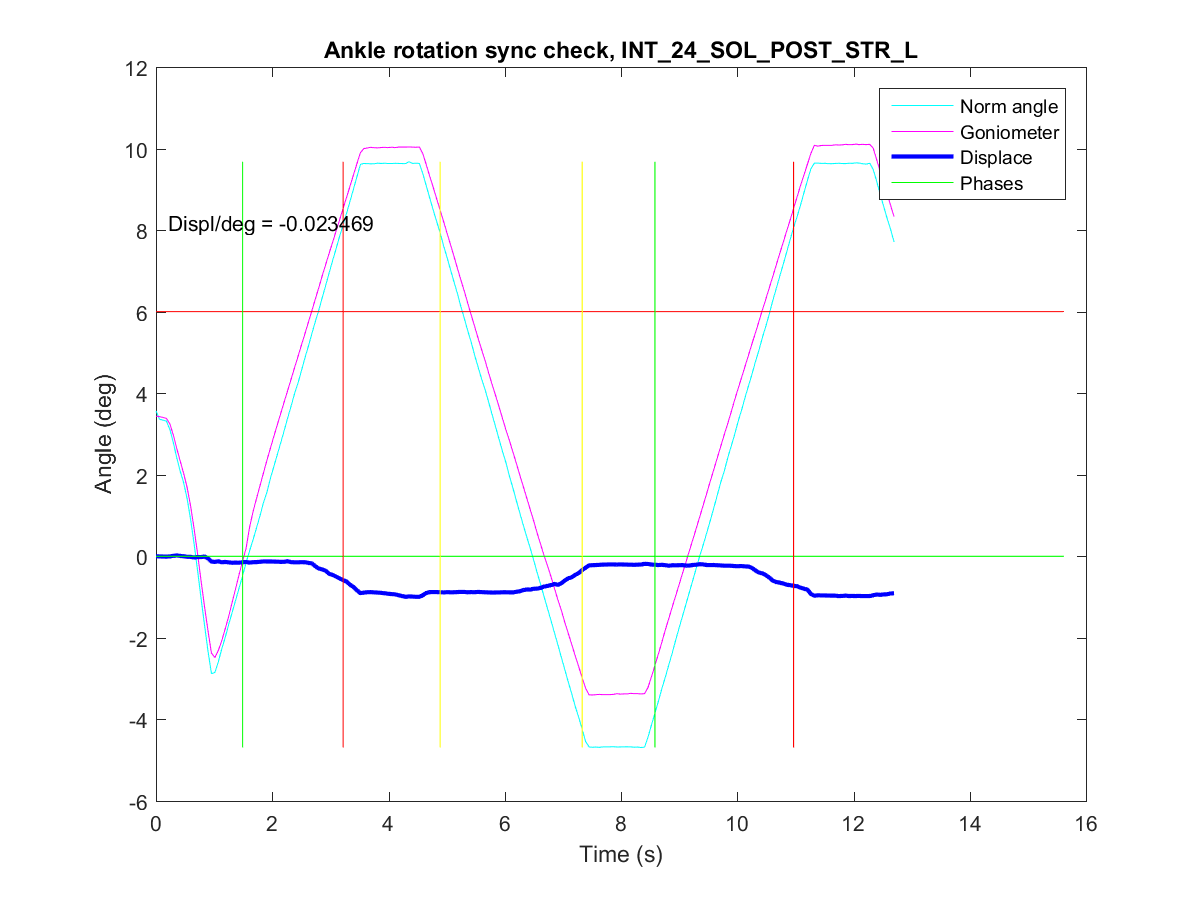 Ankle rotation sync check, INT_24_SOL_POST_STR_L
12
10
8
6
4
2
0
-2
-4
-6
Angle (deg)
Displ/deg = -0.023469
Norm angle
Goniometer
Displace
Phases
0 2 4 6 8 10 12 14 16
Time (s)